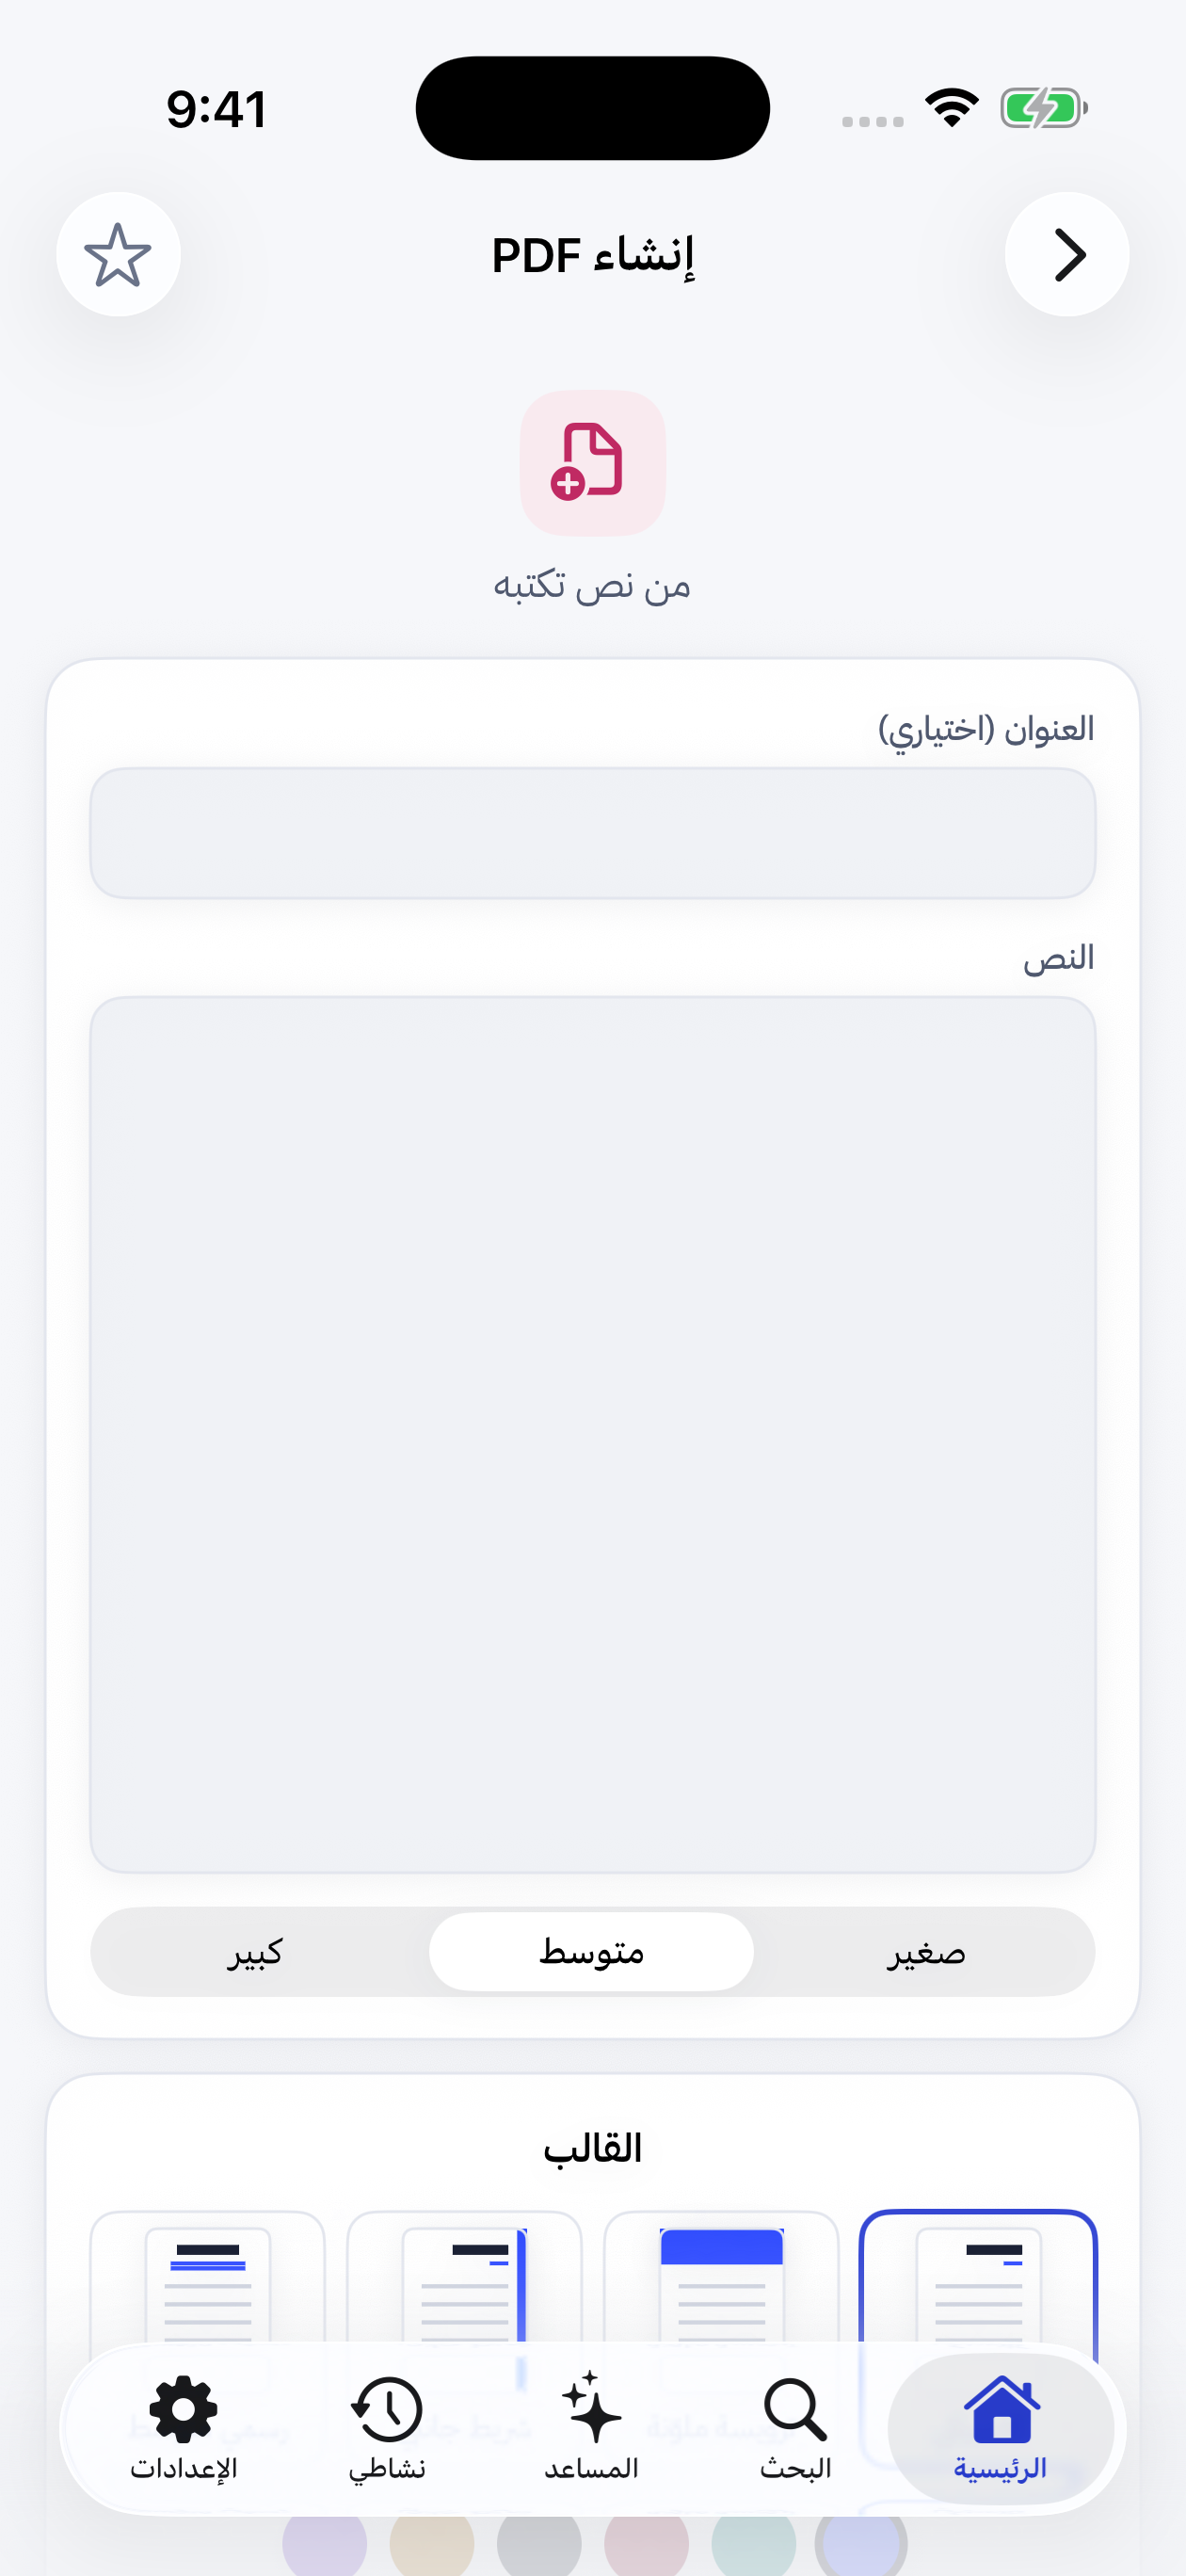 9:41
إنشاء PDF
من نص تكتبه
العنوان (اختياري)
النص
صغير
متوسط
كبير
القالب
الرئيسية
البحث
المساعد
نشاطي
الإعدادات